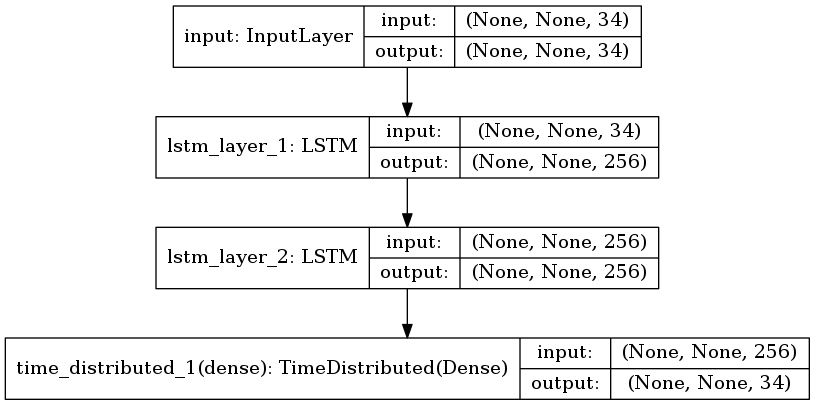 input: InputLayer
input: (None, None, 34)
output: (None, None, 34)
lstm_layer_1: LSTM
input: (None, None, 34)
output: (None, None, 256)
lstm_layer_2: LSTM
input: (None, None, 256)
output: (None, None, 256)
time_distributed_1(dense): TimeDistributed(Dense)
input: (None, None, 256)
output: (None, None, 34)